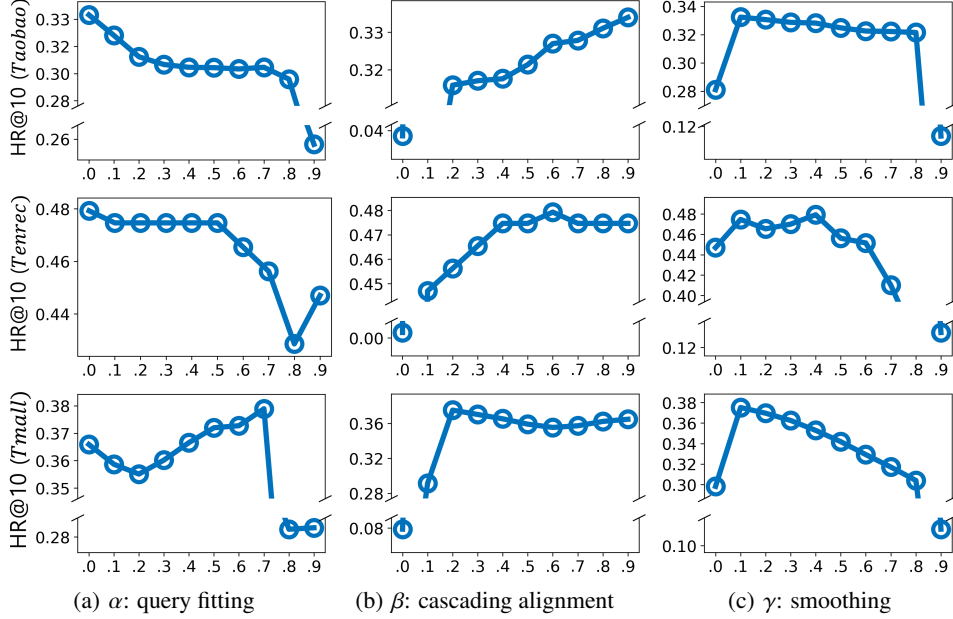 HR@10 (Taobao)
0.33
0.32
0.30
0.28
0.26
.0 .1 .2 .3 .4 .5 .6 .7 .8 .9
0.33
0.32
0.04
.0 .1 .2 .3 .4 .5 .6 .7 .8 .9
0.34
0.32
0.28
0.12
.0 .1 .2 .3 .4 .5 .6 .7 .8 .9
HR@10 (Tenrec)
0.48
0.46
0.44
.0 .1 .2 .3 .4 .5 .6 .7 .8 .9
0.48
0.47
0.45
0.00
.0 .1 .2 .3 .4 .5 .6 .7 .8 .9
0.48
0.44
0.42
0.40
0.12
.0 .1 .2 .3 .4 .5 .6 .7 .8 .9
HR@10 (Tmall)
0.38
0.37
0.36
0.35
0.28
.0 .1 .2 .3 .4 .5 .6 .7 .8 .9
0.36
0.32
0.28
0.08
.0 .1 .2 .3 .4 .5 .6 .7 .8 .9
0.38
0.36
0.32
0.30
0.10
.0 .1 .2 .3 .4 .5 .6 .7 .8 .9
(a) α: query fitting
(b) β: cascading alignment
(c) γ: smoothing